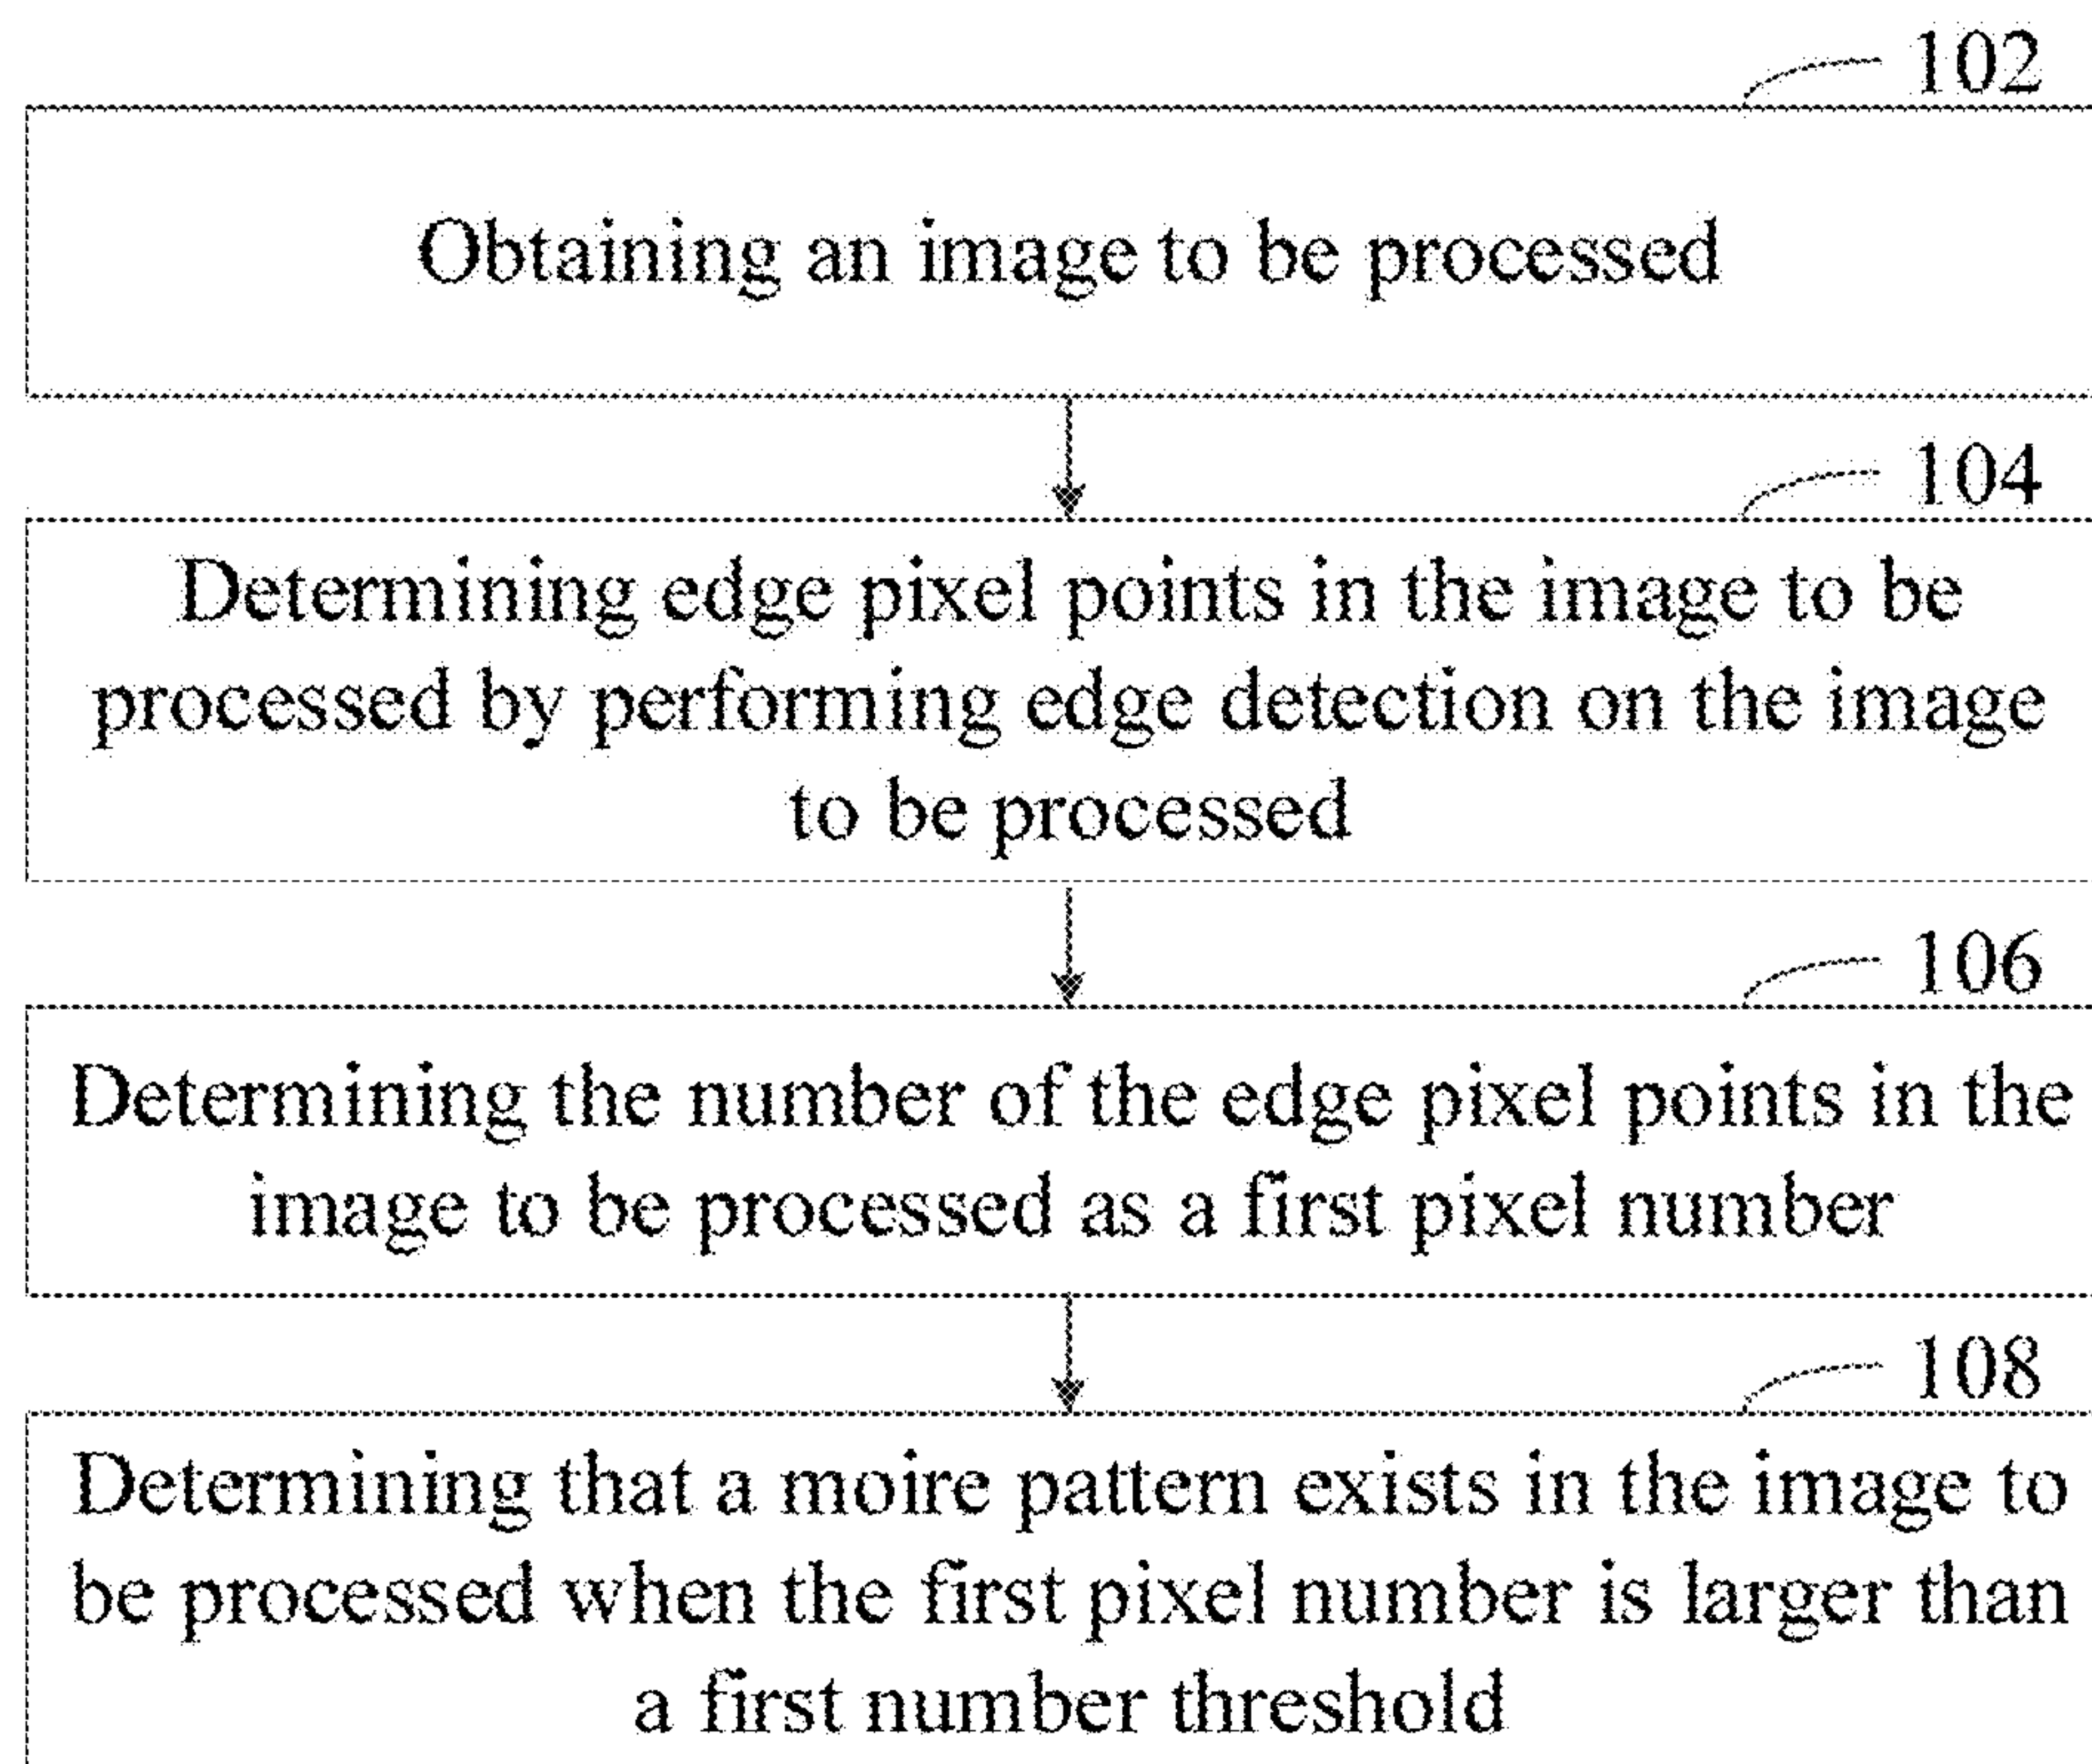 102
Obtaining an image to be processed
104
Determining edge pixel points in the image to be
processed by performing edge detection on the image
to be processed
106
Determining the number of the edge pixel points in the
image to be processed as a first pixel number
108
Determining that a moire pattern exists in the image to
be processed when the first pixel number is larger than
a first number threshold